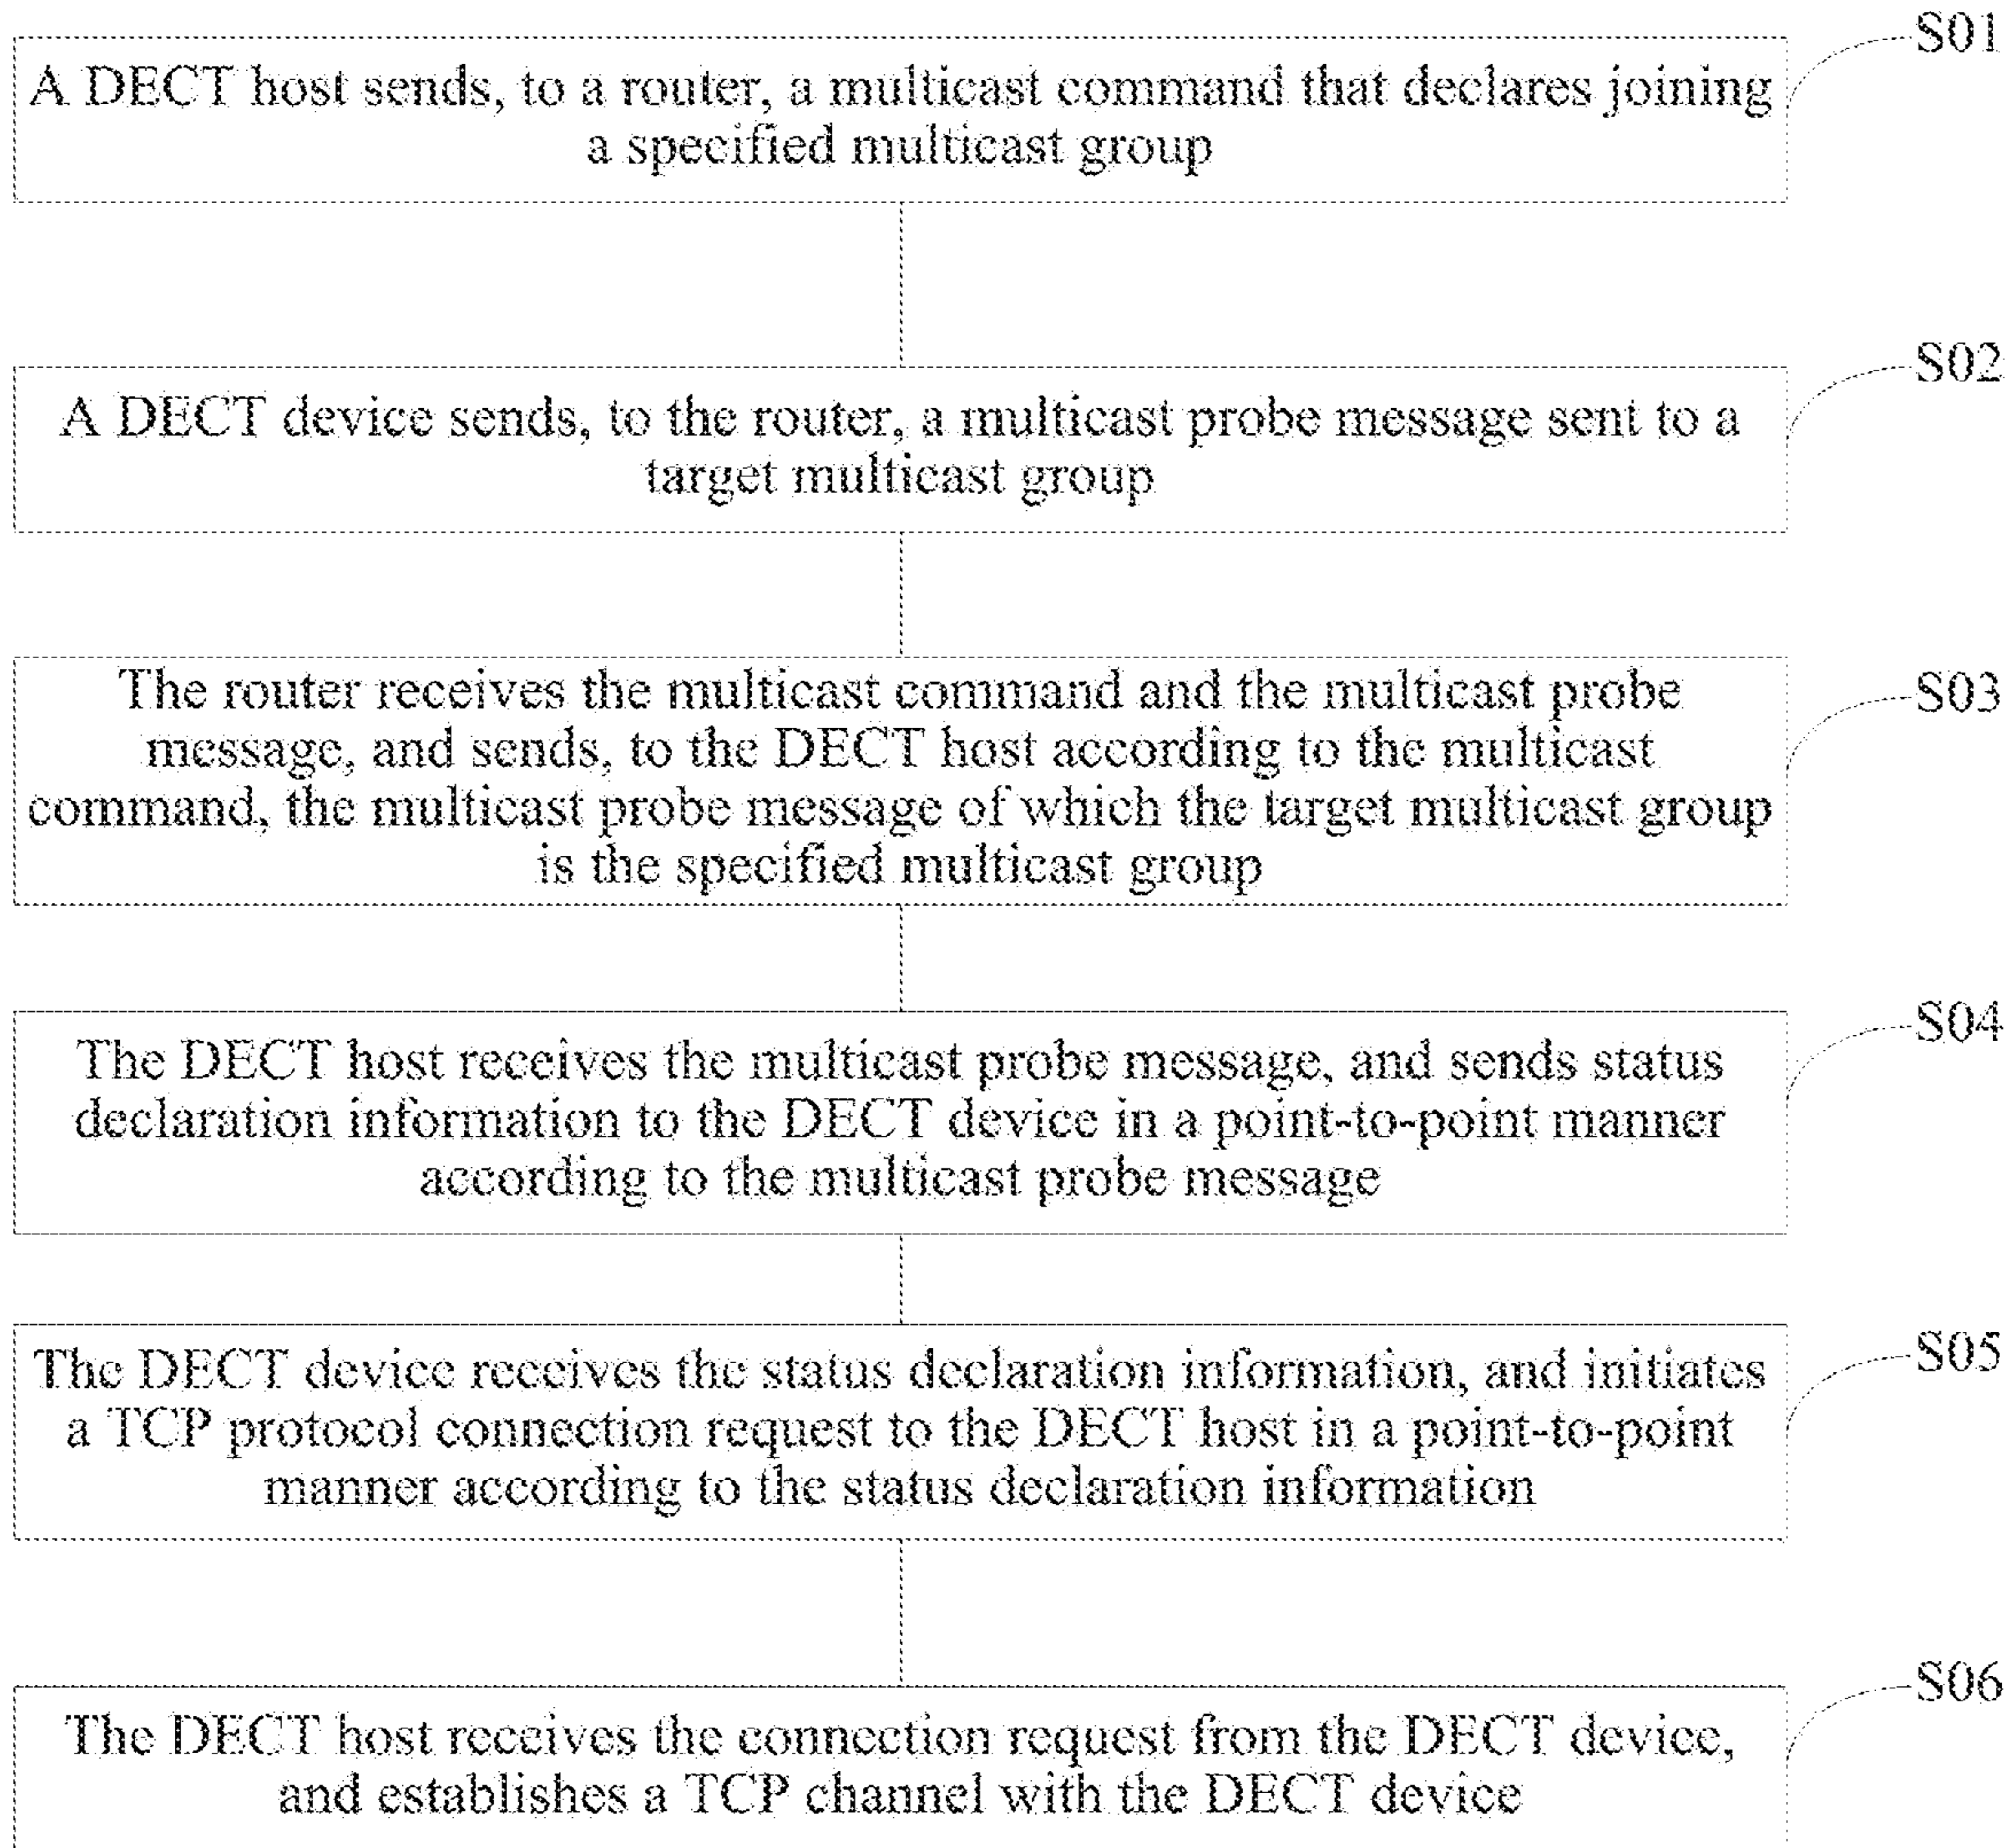 S01
A DECT host sends, to a router, a multicast command that declares joining
a specified multicast group
S02
A DECT device sends, to the router, a multicast probe message sent to a
target multicast group
S03
The router receives the multicast command and the multicast probe
message, and sends, to the DECT host according to the multicast
command, the multicast probe message of which the target multicast group
is the specified multicast group
S04
The DECT host receives the multicast probe message, and sends status
declaration information to the DECT device in a point-to-point manner
according to the multicast probe message
S05
The DECT device receives the status declaration information, and initiates
a TCP protocol connection request to the DECT host in a point-to-point
manner according to the status declaration information
S06
The DECT host receives the connection request from the DECT device,
and establishes a TCP channel with the DECT device